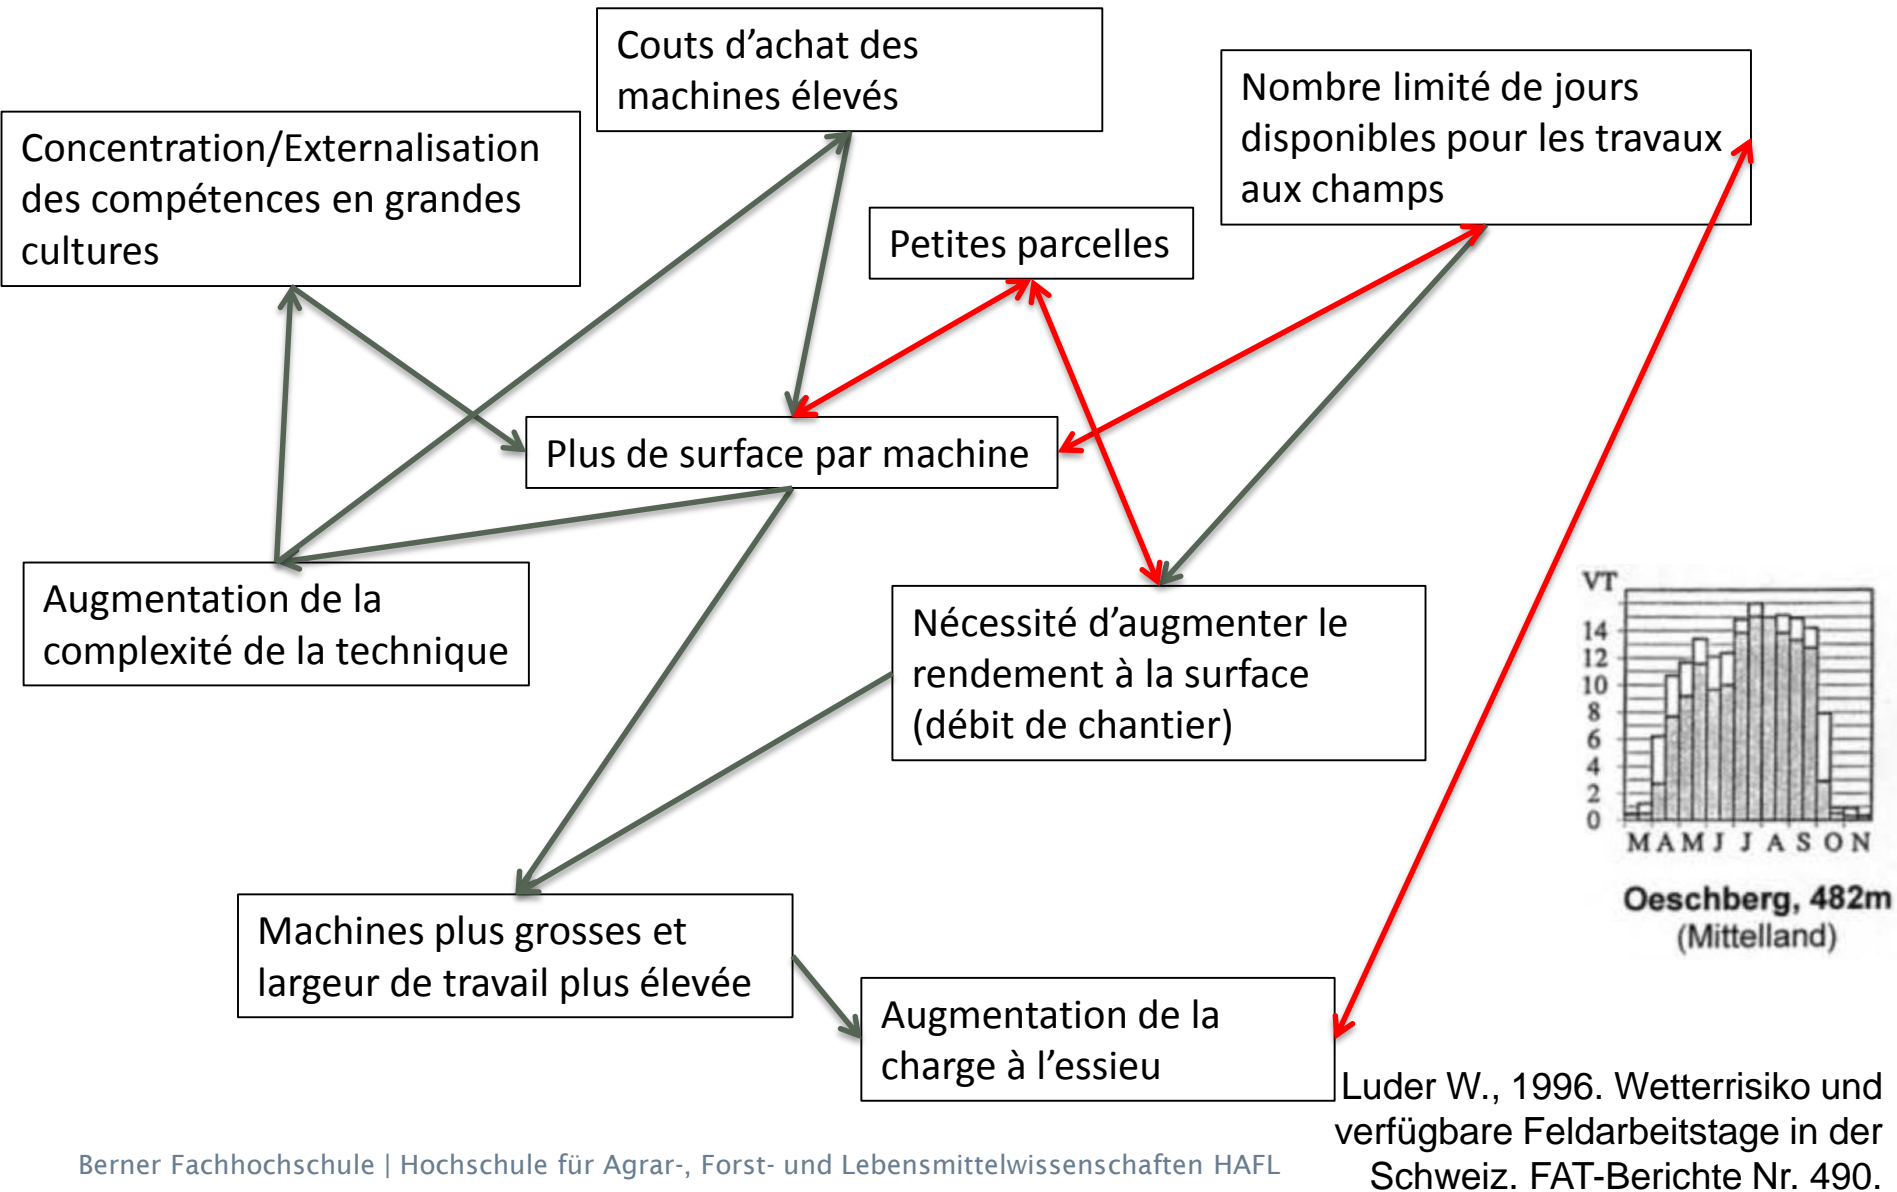 Couts d’achat des
machines élevés
Nombre limité de jours
disponibles pour les travaux
aux champs
Concentration/Externalisation
des compétences en grandes
cultures
Petites parcelles
Plus de surface par machine
Augmentation de la
complexité de la technique
Nécessité d’augmenter le
rendement à la surface
(débit de chantier)
VT
14
12
10
8
6
4
2
0
M A M J J A S O N
Oeschberg, 482m
(Mittelland)
Machines plus grosses et
largeur de travail plus élevée
Augmentation de la
charge à l’essieu
Luder W., 1996. Wetterrisiko und
verfügbare Feldarbeitstage in der
Schweiz. FAT-Berichte Nr. 490.
Berner Fachhochschule | Hochschule für Agrar-, Forst- und Lebensmittelwissenschaften HAFL